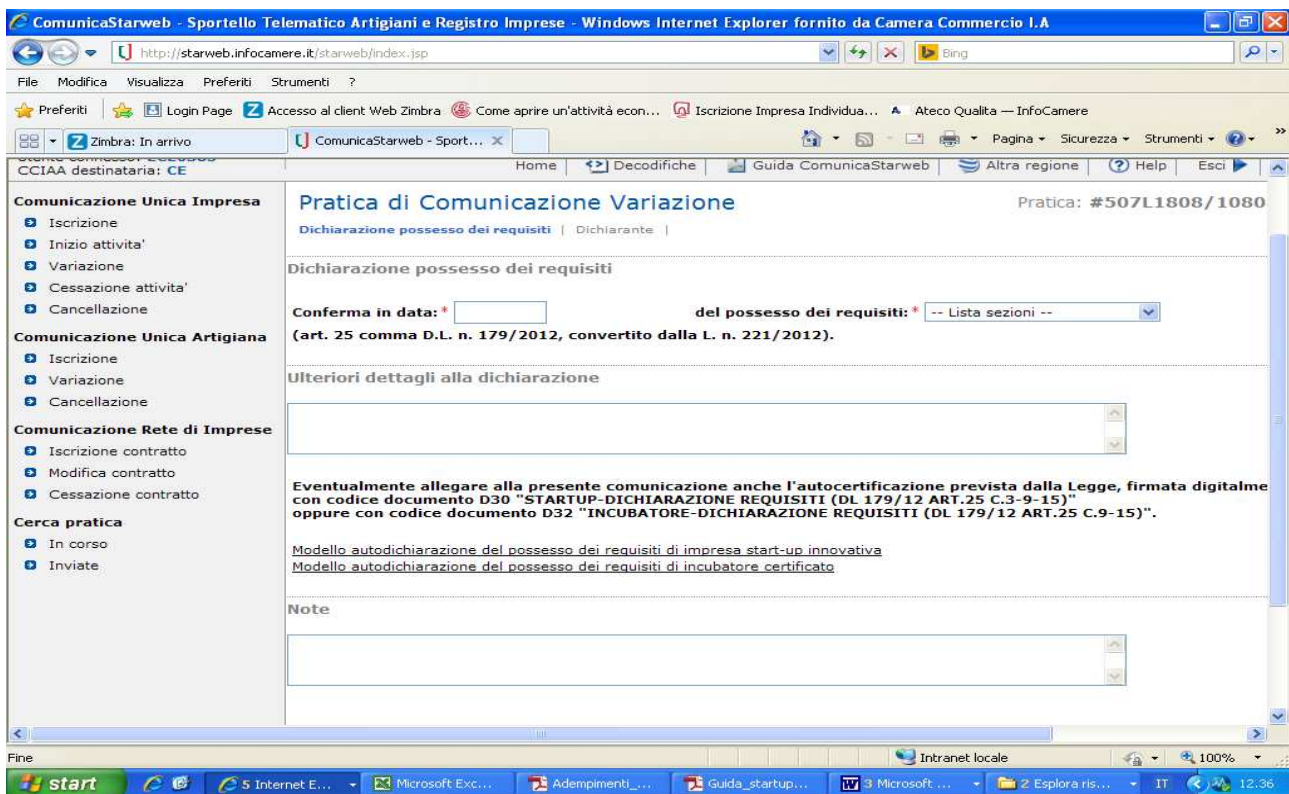 ComunicaStarweb - Sportello Telematico Artigiani e Registro Imprese - Windows Internet Explorer fornito da Camera Commercio I.A
http://starweb.infocamere.it/starweb/index.jsp
Bing
File Modifica Visualizza Preferiti Strumenti ?
Preferiti Login Page Accesso al client Web Zimbra Come aprire un'attività econ... Iscrizione Impresa Individua... Ateco Qualita — InfoCamere
Zimbra: In arrivo ComunicaStarweb - Sport... Pagina Sicurezza Strumenti
CCIAA destinataria: CE
Home | Decodifiche | Guida ComunicaStarweb | Altra regione | Help | Esci
Comunicazione Unica Impresa
Iscrizione
Inizio attivita'
Variazione
Cessazione attivita'
Cancellazione
Comunicazione Unica Artigiana
Iscrizione
Variazione
Cancellazione
Comunicazione Rete di Imprese
Iscrizione contratto
Modifica contratto
Cessazione contratto
Cerca pratica
In corso
Inviate
Pratica di Comunicazione Variazione
Pratica: #507L1808/1080
Dichiarazione possesso dei requisiti | Dichiarante |
Dichiarazione possesso dei requisiti
Conferma in data: * del possesso dei requisiti: * -- Lista sezioni --
(art. 25 comma D.L. n. 179/2012, convertito dalla L. n. 221/2012).
Ulteriori dettagli alla dichiarazione
Eventualmente allegare alla presente comunicazione anche l'autocertificazione prevista dalla Legge, firmata digitalme
con codice documento D30 "STARTUP-DICHIARAZIONE REQUISITI (DL 179/12 ART.25 C.3-9-15)"
oppure con codice documento D32 "INCUBATORE-DICHIARAZIONE REQUISITI (DL 179/12 ART.25 C.9-15)".
Modello autodichiarazione del possesso dei requisiti di impresa start-up innovativa
Modello autodichiarazione del possesso dei requisiti di incubatore certificato
Note
Fine Intranet locale 100%
start 5 Internet E... Microsoft Exc... Adempimenti_... Guida_startup... 3 Microsoft ... 2 Esplora ris... IT 12.36